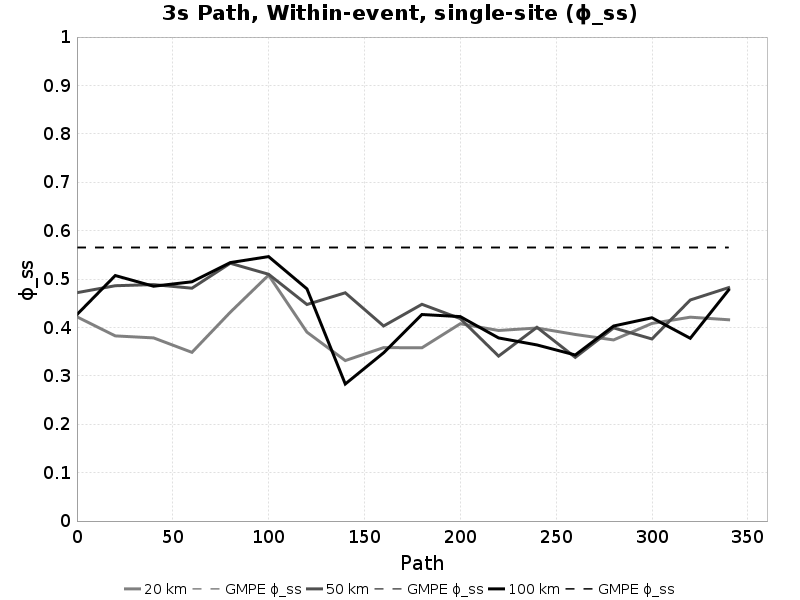 3s Path, Within-event, single-site (ϕ_ss)
1
0.9
0.8
0.7
0.6
0.5
0.4
0.3
0.2
0.1
0
ϕ_ss
0 50 100 150 200 250 300 350
Path
20 km GMPE ϕ_ss 50 km GMPE ϕ_ss 100 km GMPE ϕ_ss